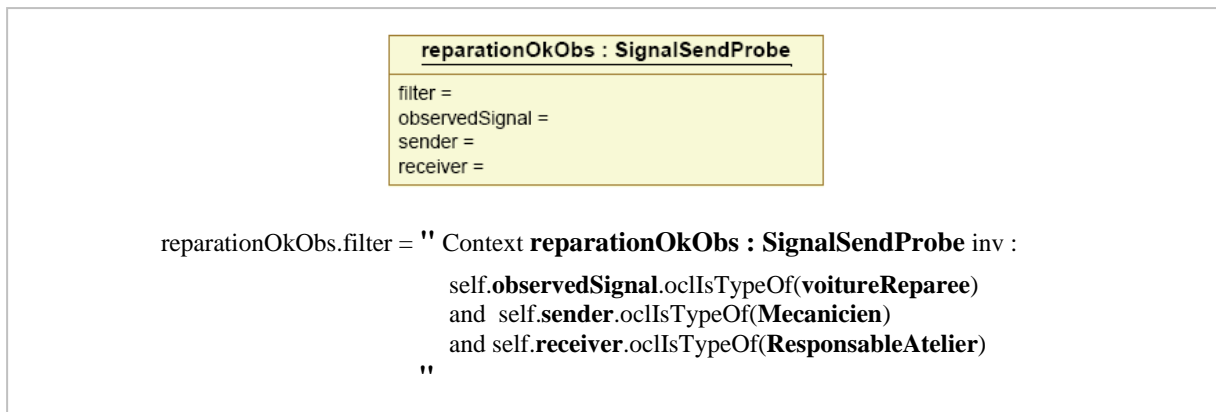 reparationOkObs : SignalSendProbe
filter =
observedSignal =
sender =
receiver =
reparationOkObs.filter = " Context reparationOkObs : SignalSendProbe inv :
self.observedSignal.oclIsTypeOf(voitureReparee)
and self.sender.oclIsTypeOf(Mecanicien)
and self.receiver.oclIsTypeOf(ResponsableAtelier)
"